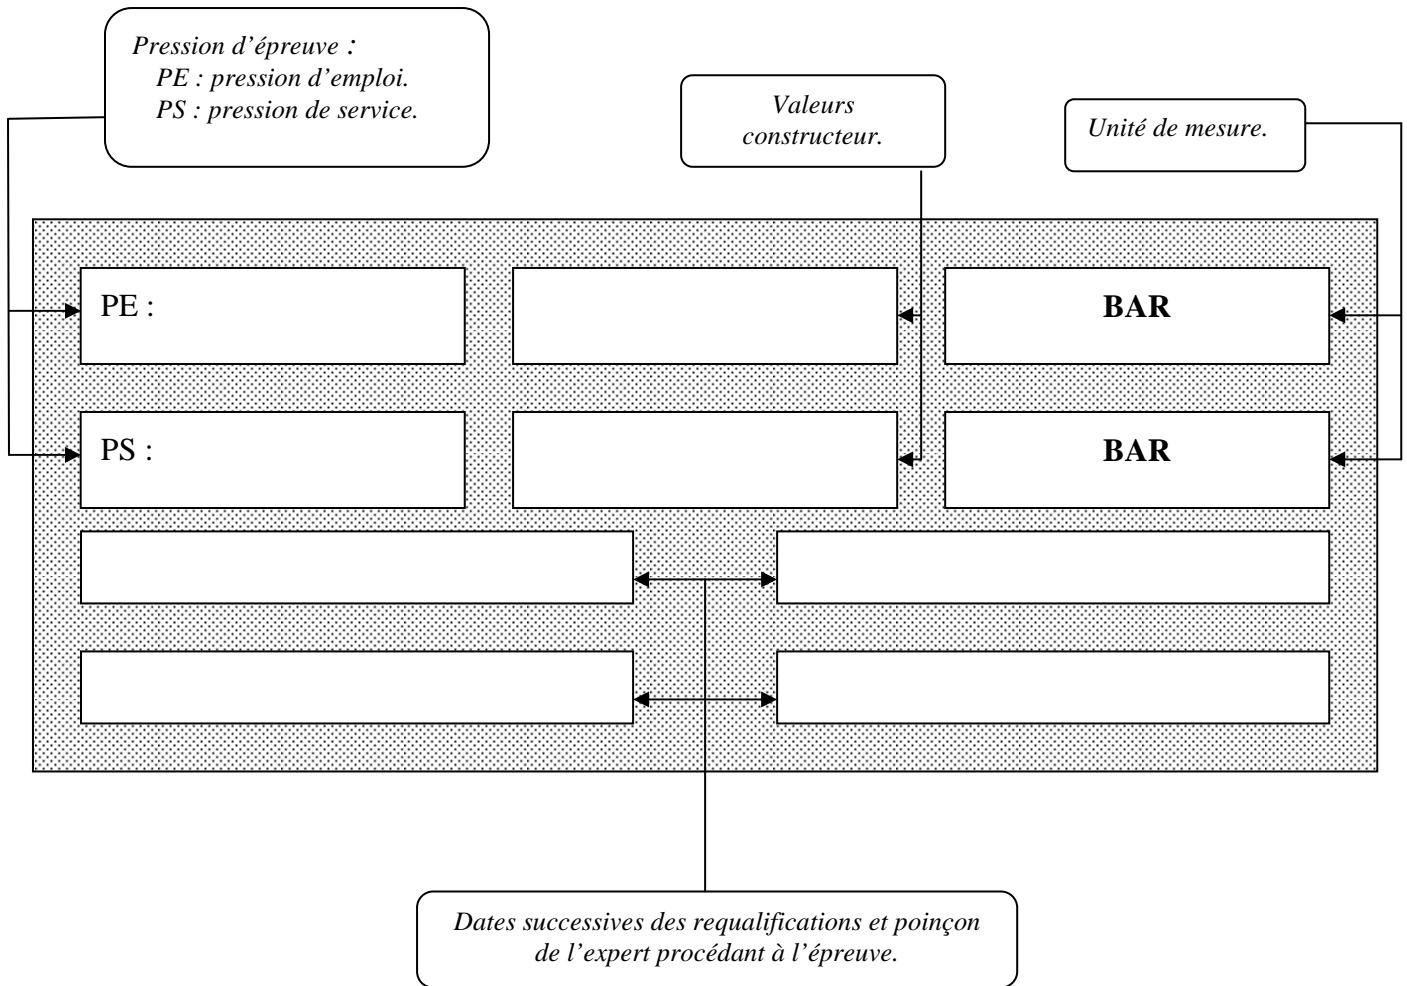 Pression d’épreuve :
PE : pression d’emploi.
PS : pression de service.
Valeurs
constructeur.
Unité de mesure.
PE :
BAR
PS :
BAR
Dates successives des requalifications et poinçon
de l’expert procédant à l’épreuve.